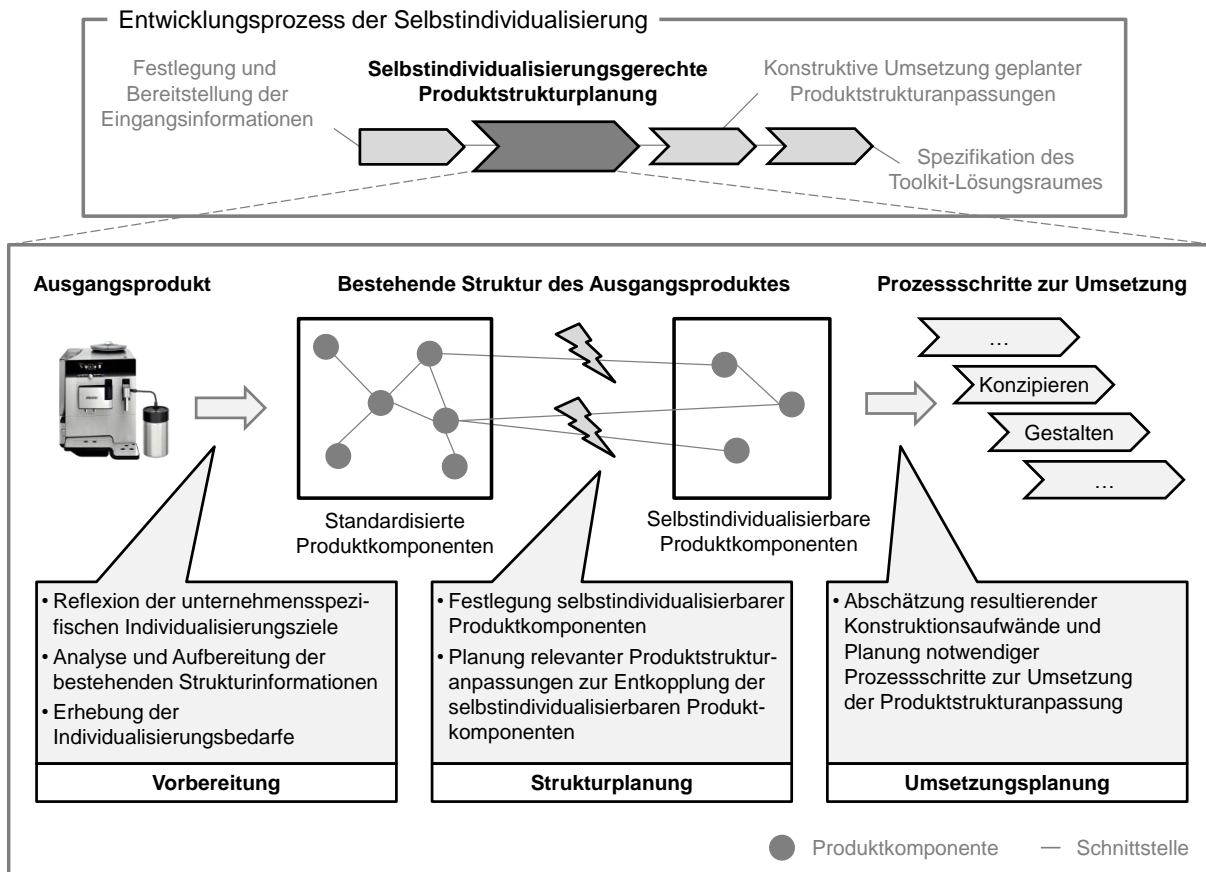 Entwicklungsprozess der Selbstindividualisierung
Festlegung und
Bereitstellung der
Eingangsinformationen
Selbstindividualisierungsgerechte
Produktstrukturplanung
Konstruktive Umsetzung geplanter
Produktstrukturanpassungen
Spezifikation des
Toolkit-Lösungsraumes
Ausgangsprodukt
Bestehende Struktur des Ausgangsproduktes
Prozessschritte zur Umsetzung
…
Konzipieren
Gestalten
…
Standardisierte
Produktkomponenten
Selbstindividualisierbare
Produktkomponenten
• Reflexion der unternehmensspezi-
fischen Individualisierungsziele
• Analyse und Aufbereitung der
bestehenden Strukturinformationen
• Erhebung der
Individualisierungsbedarfe
Vorbereitung
• Festlegung selbstindividualisierbarer
Produktkomponenten
• Planung relevanter Produktstruktur-
anpassungen zur Entkopplung der
selbstindividualisierbaren Produkt-
komponenten
Strukturplanung
• Abschätzung resultierender
Konstruktionsaufwände und
Planung notwendiger
Prozessschritte zur Umsetzung
der Produktstrukturanpassung
Umsetzungsplanung
Produktkomponente
Schnittstelle